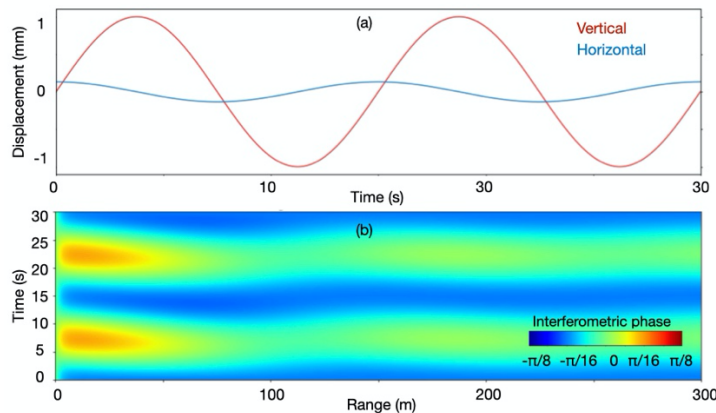 (a)
1
0
-1
Displacement (mm)
Vertical
Horizontal
0 10 30 30
Time (s)
(b)
30
25
20
15
10
5
0
Time (s)
Interferometric phase
-π/8 -π/16 0 π/16 π/8
0 100 200 300
Range (m)